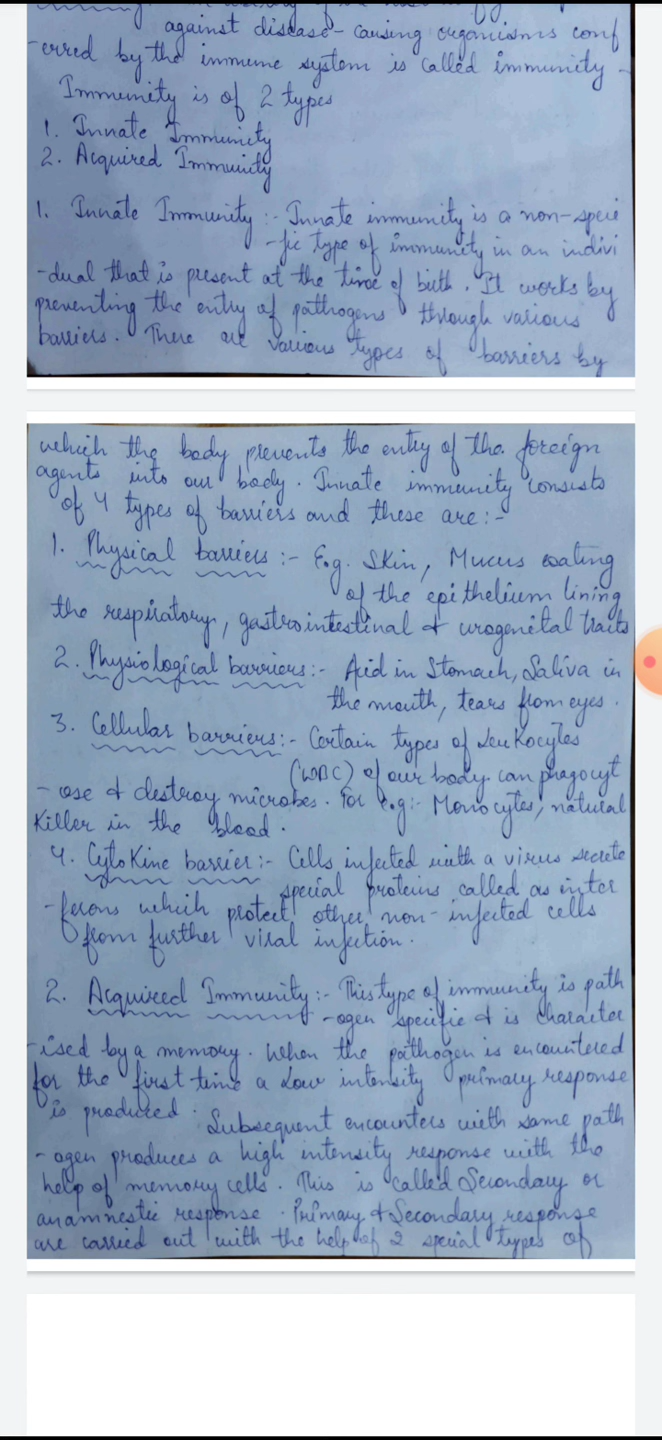 against disease-causing organisms conf
-erred by the immune system is called immunity -
Immunity is of 2 types
1. Innate Immunity
2. Acquired Immunity
1. Innate Immunity :- Innate immunity is a non-speci
-fic type of immunity in an indivi
-dual that is present at the time of birth. It works by
preventing the entry of pathogens through various
barriers. There are various types of barriers by
which the body prevents the entry of the foreign
agents into our body. Innate immunity consists
of 4 types of barriers and these are :-
1. Physical barriers :- E.g. Skin, Mucus coating
of the epithelium lining
the respiratory, gastrointestinal & urogenital traits
2. Physiological barriers :- Acid in Stomach, Saliva in
the mouth, tears from eyes.
3. Cellular barriers :- Certain types of Leukocytes
(WBC) of our body can phagocyt
- ose & destroy microbes. For e.g:- Monocytes, natural
Killer in the blood.
4. Cytokine barrier :- Cells infected with a virus secrete
special proteins called as inter
-ferons which protect other non-infected cells
from further viral infection.
2. Acquired Immunity :- This type of immunity is path
-ogen specific & is character
-ised by a memory. When the pathogen is encountered
for the first time a low intensity primary response
is produced. Subsequent encounters with same path
-ogen produces a high intensity response with the
help of memory cells. This is called Secondary or
anamnestic response. Primary & Secondary response
are carried out with the help of 2 special types of